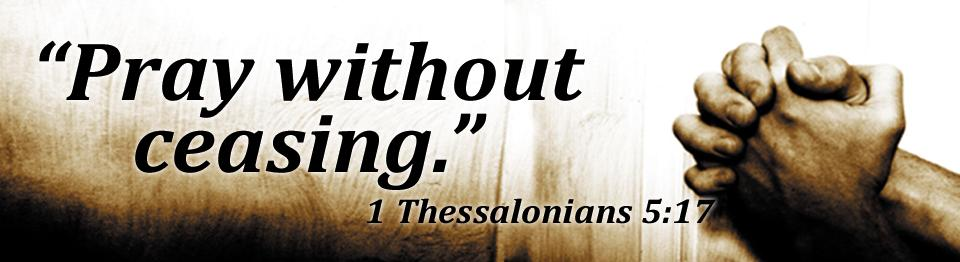 “Pray without
ceasing.”
1 Thessalonians 5:17